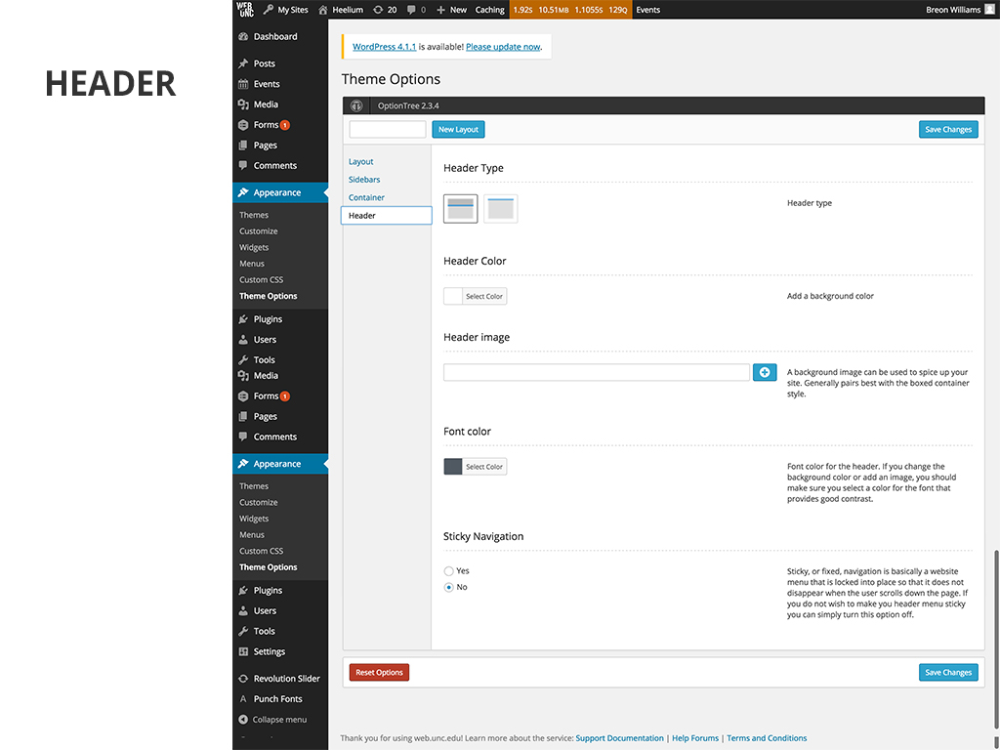 HEADER
WEB UNC My Sites Heelium 20 0 New Caching 1.92S 10.51MB 1.1055S 129Q Events Breon Williams
Dashboard
Posts
Events
Media
Forms 1
Pages
Comments
Appearance
Themes
Customize
Widgets
Menus
Custom CSS
Theme Options
Plugins
Users
Tools
Media
Forms 1
Pages
Comments
Appearance
Themes
Customize
Widgets
Menus
Custom CSS
Theme Options
Plugins
Users
Tools
Settings
Revolution Slider
Punch Fonts
Collapse menu
WordPress 4.1.1 is available! Please update now.
Theme Options
OptionTree 2.3.4
New Layout Save Changes
Layout
Sidebars
Container
Header
Header Type
Header type
Header Color
Select Color
Add a background color
Header image
A background image can be used to spice up your
site. Generally pairs best with the boxed container
style.
Font color
Select Color
Font color for the header. If you change the
background color or add an image, you should
make sure you select a color for the font that
provides good contrast.
Sticky Navigation
Yes
No
Sticky, or fixed, navigation is basically a website
menu that is locked into place so that it does not
disappear when the user scrolls down the page. If
you do not wish to make you header menu sticky
you can simply turn this option off.
Reset Options Save Changes
Thank you for using web.unc.edu! Learn more about the service: Support Documentation | Help Forums | Terms and Conditions